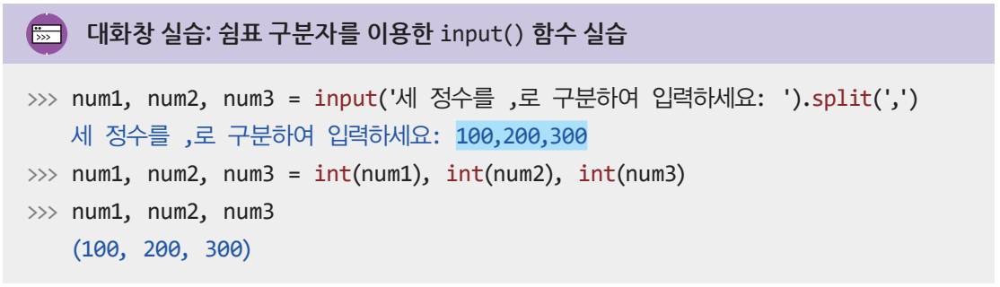 >>> 대화창 실습: 쉼표 구분자를 이용한 input() 함수 실습
>>> num1, num2, num3 = input('세 정수를 ,로 구분하여 입력하세요: ').split(',')
세 정수를 ,로 구분하여 입력하세요: 100,200,300
>>> num1, num2, num3 = int(num1), int(num2), int(num3)
>>> num1, num2, num3
(100, 200, 300)